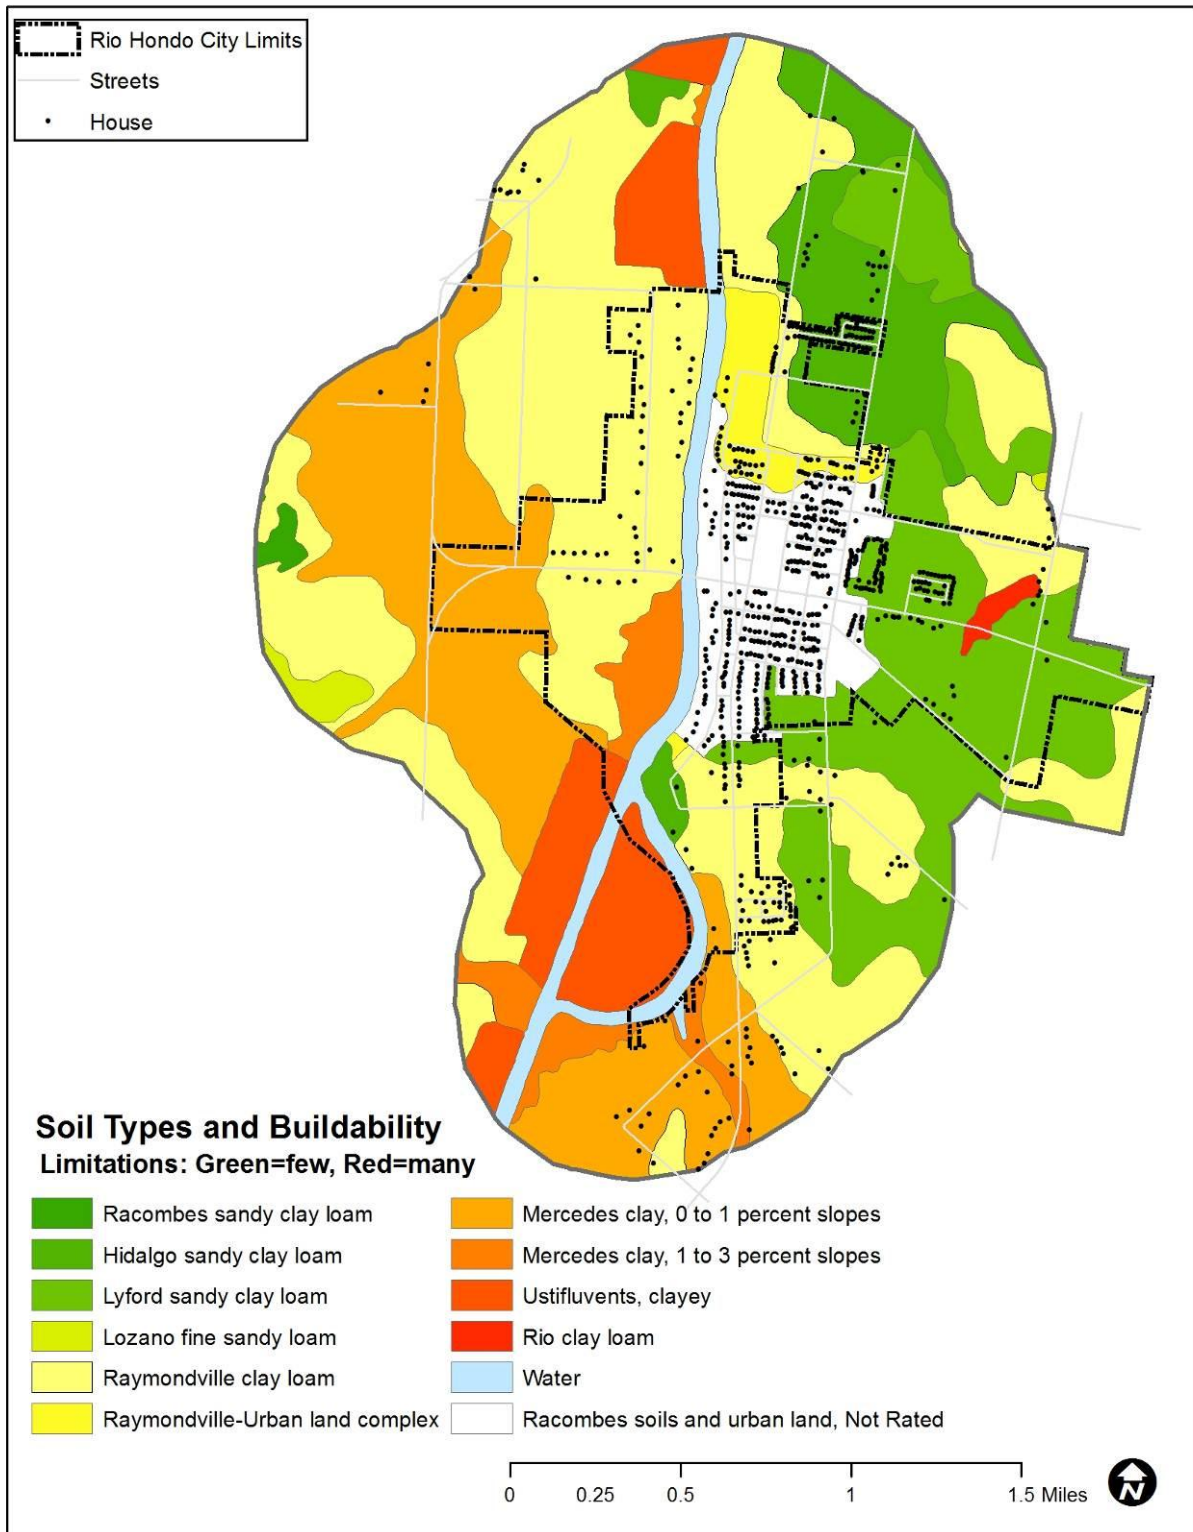 Rio Hondo City Limits
Streets
House
Soil Types and Buildability
Limitations: Green=few, Red=many
Racombes sandy clay loam
Hidalgo sandy clay loam
Lyford sandy clay loam
Lozano fine sandy loam
Raymondville clay loam
Raymondville-Urban land complex
Mercedes clay, 0 to 1 percent slopes
Mercedes clay, 1 to 3 percent slopes
Ustifluvents, clayey
Rio clay loam
Water
Racombes soils and urban land, Not Rated
0 0.25 0.5 1 1.5 Miles
N